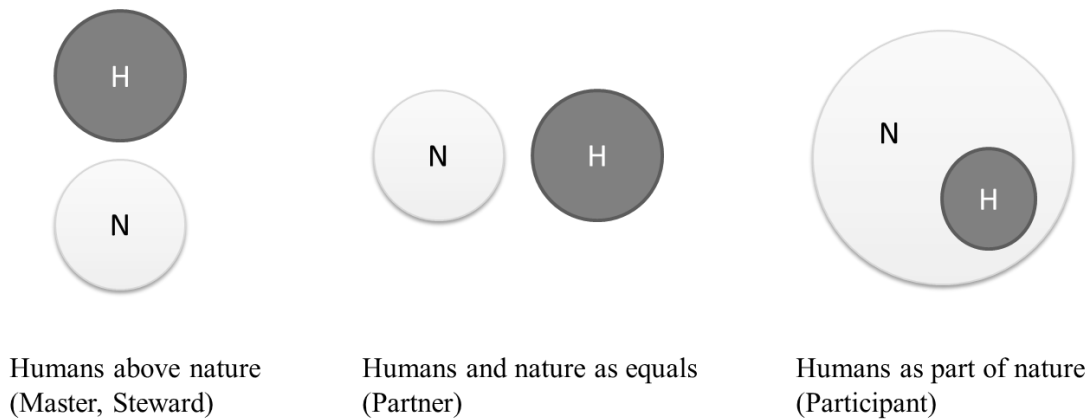 H
N
Humans above nature
(Master, Steward)
N
H
Humans and nature as equals
(Partner)
N
H
Humans as part of nature
(Participant)